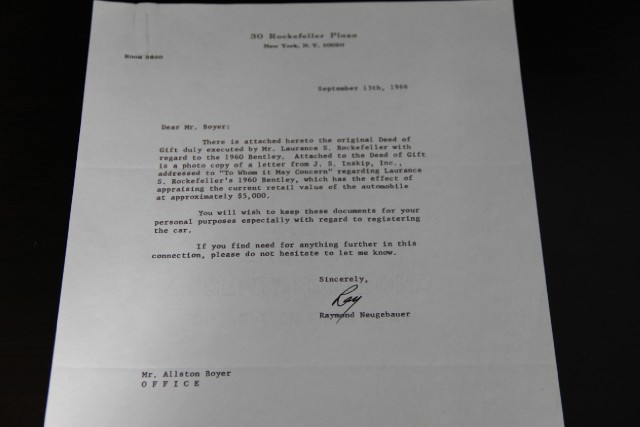 30 Rockefeller Plaza
New York, N. Y. 10020
Room 5600
September 13th, 1966
Dear Mr. Boyer:
There is attached hereto the original Deed of
Gift duly executed by Mr. Laurance S. Rockefeller with
regard to the 1960 Bentley. Attached to the Deed of Gift
is a photo copy of a letter from J. S. Inskip, Inc.,
addressed to "To Whom it May Concern" regarding Laurance
S. Rockefeller's 1960 Bentley, which has the effect of
appraising the current retail value of the automobile
at approximately $5,000.
You will wish to keep these documents for your
personal purposes especially with regard to registering
the car.
If you find need for anything further in this
connection, please do not hesitate to let me know.
Sincerely,
Ray
Raymond Neugebauer
Mr. Allston Boyer
O F F I C E